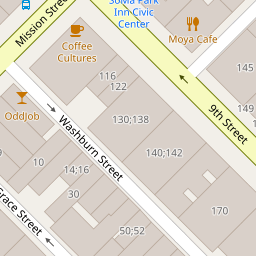 SoMa Park
Inn Civic
Center
Mission Street
Coffee
Cultures
Moya Cafe
116
122
145
OddJob
130;138
149
9th Street
Washburn Street
140;142
10
14;16
30
170
Grace Street
50;52